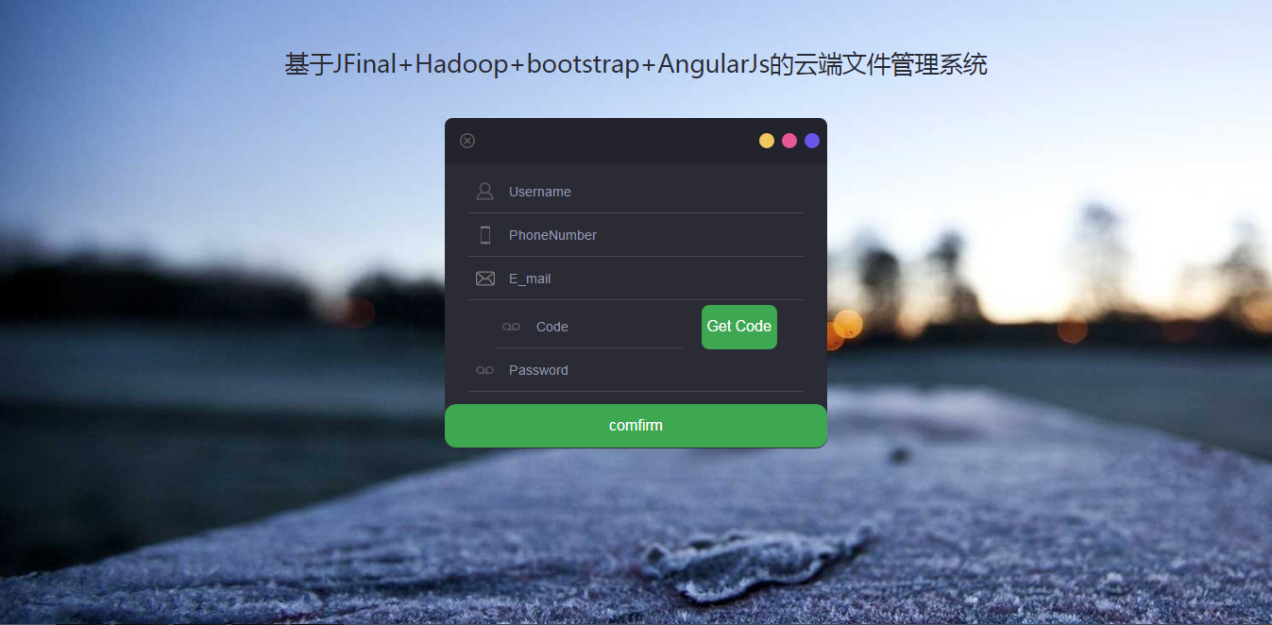 基于JFinal+Hadoop+bootstrap+AngularJs的云端文件管理系统
Username
PhoneNumber
E_mail
Code Get Code
Password
comfirm